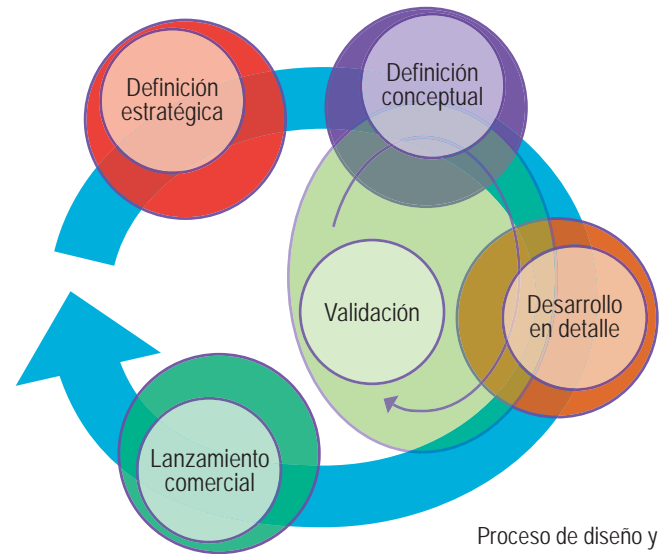 Definición
estratégica
Definición
conceptual
Validación
Desarrollo
en detalle
Lanzamiento
comercial
Proceso de diseño y